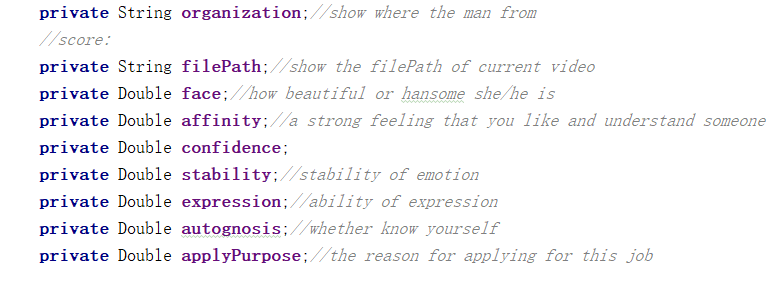 private String organization;//show where the man from
//score:
private String filePath;//show the filePath of current video
private Double face;//how beautiful or hansome she/he is
private Double affinity;//a strong feeling that you like and understand someone
private Double confidence;
private Double stability;//stability of emotion
private Double expression;//ability of expression
private Double autognosis;//whether know yourself
private Double applyPurpose;//the reason for applying for this job